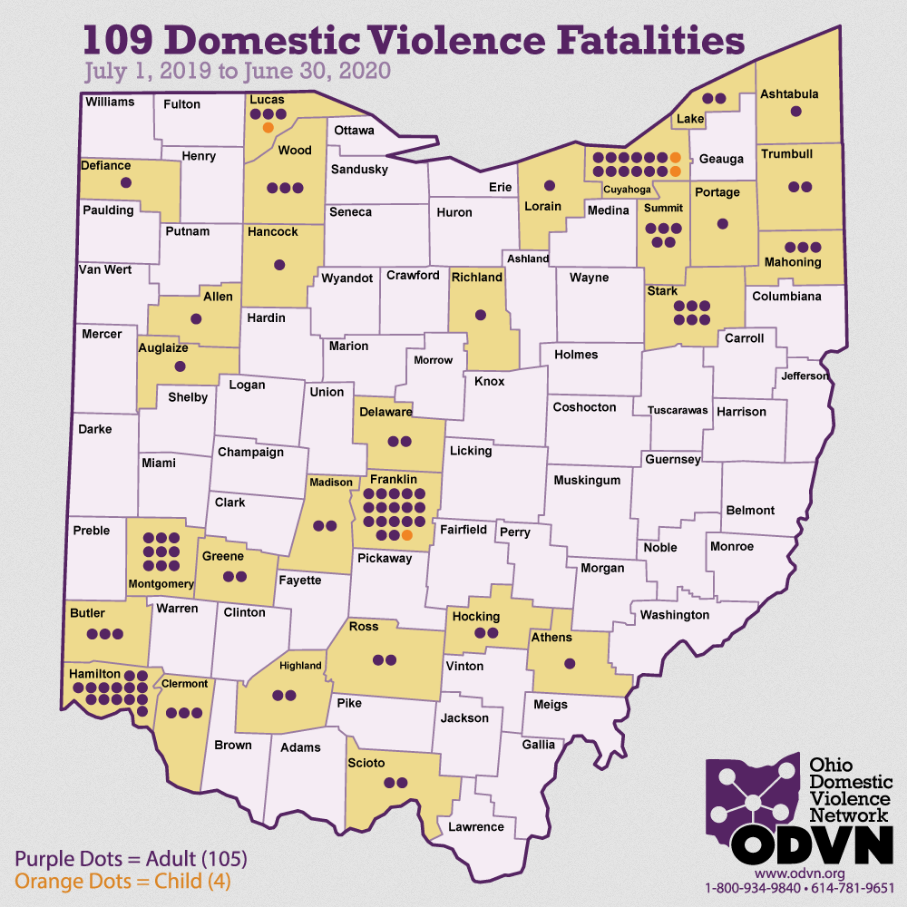 109 Domestic Violence Fatalities
July 1, 2019 to June 30, 2020
Williams
Fulton
Lucas
Ottawa
Wood
Henry
Defiance
Sandusky
Erie
Lorain
Cuyahoga
Lake
Geauga
Ashtabula
Trumbull
Paulding
Putnam
Hancock
Seneca
Huron
Medina
Summit
Portage
Mahoning
Van Wert
Allen
Wyandot
Crawford
Richland
Ashland
Wayne
Stark
Columbiana
Mercer
Auglaize
Hardin
Marion
Morrow
Knox
Holmes
Carroll
Jefferson
Shelby
Logan
Union
Delaware
Coshocton
Tuscarawas
Harrison
Darke
Miami
Champaign
Clark
Madison
Franklin
Licking
Muskingum
Guernsey
Belmont
Preble
Montgomery
Greene
Fayette
Pickaway
Fairfield
Perry
Morgan
Noble
Monroe
Butler
Warren
Clinton
Ross
Hocking
Athens
Washington
Hamilton
Clermont
Highland
Vinton
Pike
Jackson
Meigs
Brown
Adams
Scioto
Gallia
Lawrence
Purple Dots = Adult (105)
Orange Dots = Child (4)
Ohio
Domestic
Violence
Network
ODVN
www.odvn.org
1-800-934-9840 • 614-781-9651